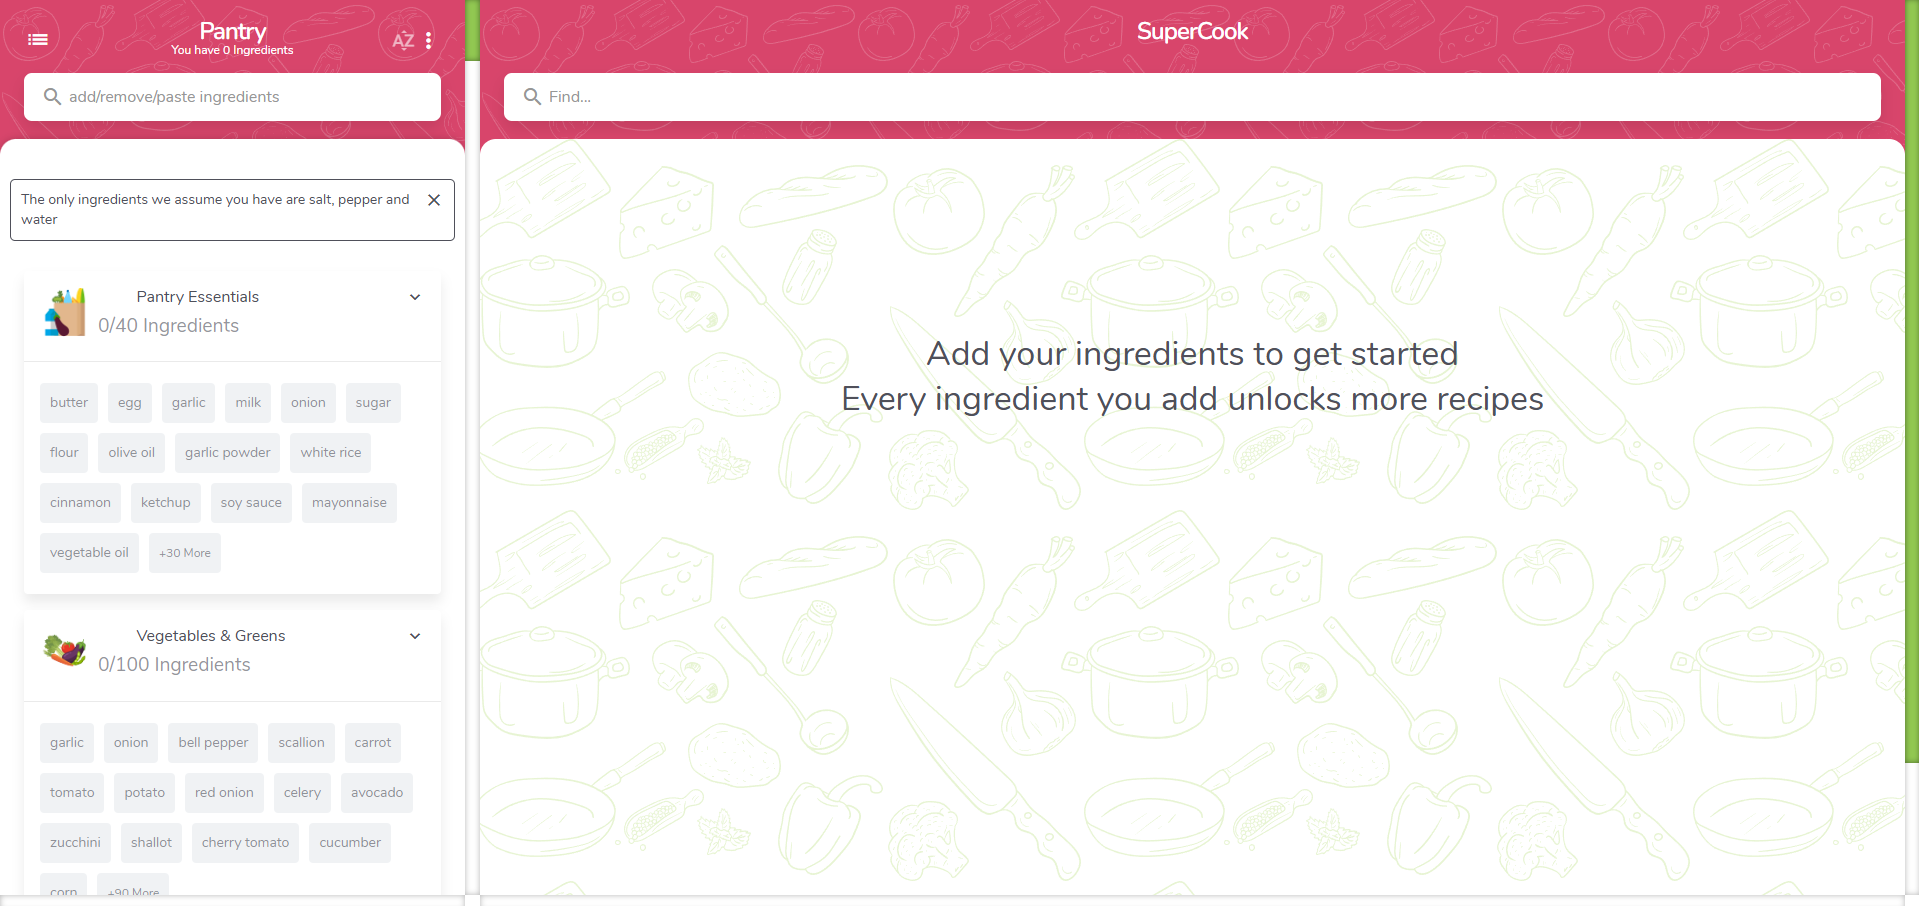 Pantry
You have 0 Ingredients
AZ
add/remove/paste ingredients
The only ingredients we assume you have are salt, pepper and
water
Pantry Essentials
0/40 Ingredients
butter egg garlic milk onion sugar
flour olive oil garlic powder white rice
cinnamon ketchup soy sauce mayonnaise
vegetable oil +30 More
Vegetables & Greens
0/100 Ingredients
garlic onion bell pepper scallion carrot
tomato potato red onion celery avocado
zucchini shallot cherry tomato cucumber
corn +90 More
SuperCook
Find...
Add your ingredients to get started
Every ingredient you add unlocks more recipes